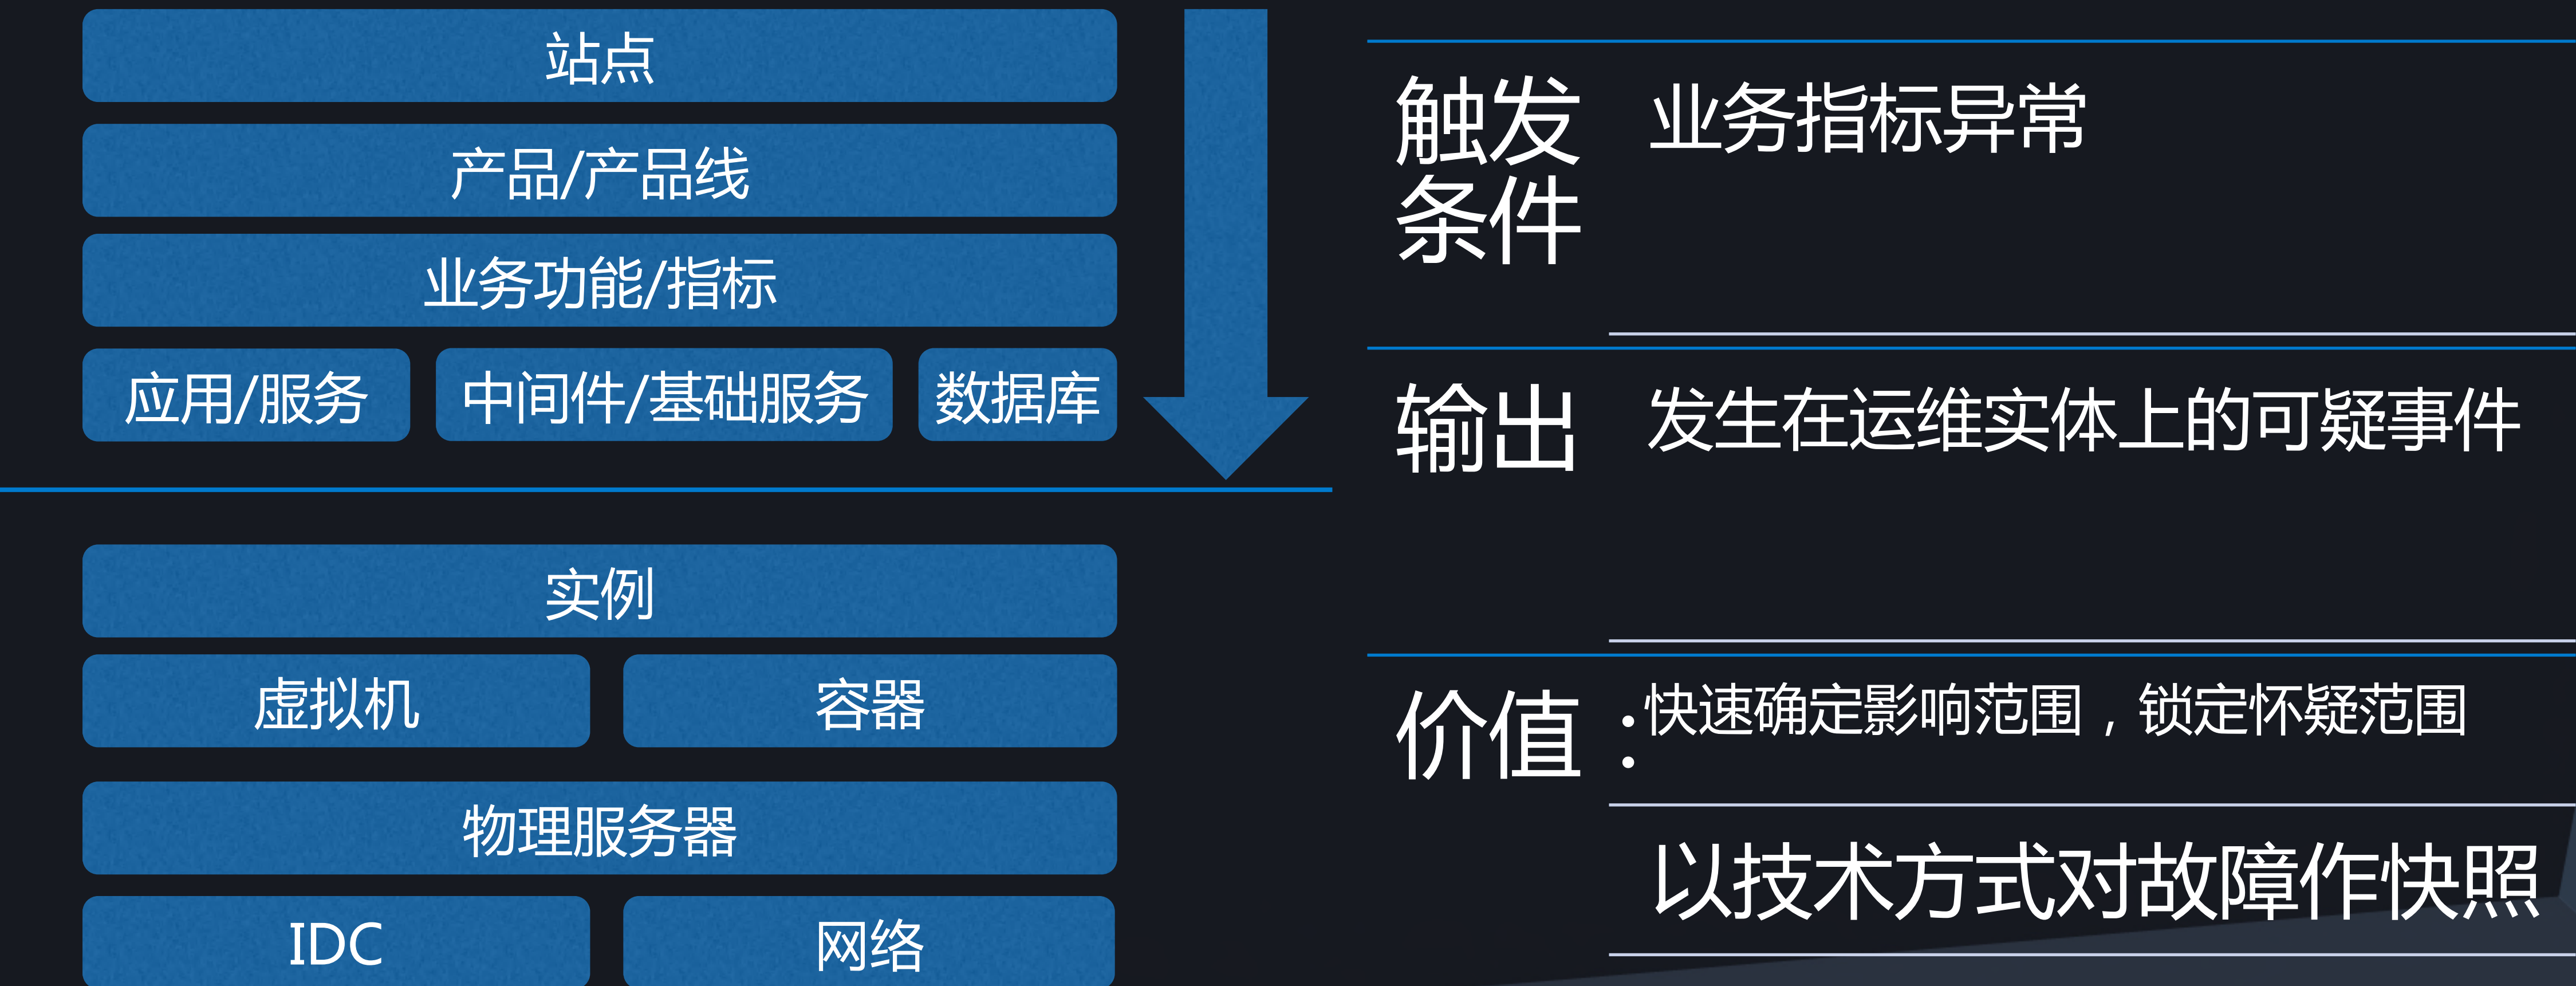 站点
产品/产品线
业务功能/指标
应用/服务 中间件/基础服务 数据库
实例
虚拟机 容器
物理服务器
IDC 网络
触发
条件
业务指标异常
输出
发生在运维实体上的可疑事件
价值：
快速确定影响范围，锁定怀疑范围
以技术方式对故障作快照